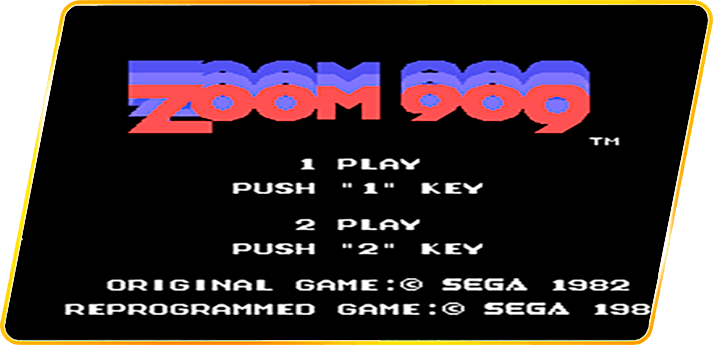 ZOOM 909
TM
1 PLAY
PUSH "1" KEY
2 PLAY
PUSH "2" KEY
ORIGINAL GAME:© SEGA 1982
REPROGRAMMED GAME:© SEGA 198